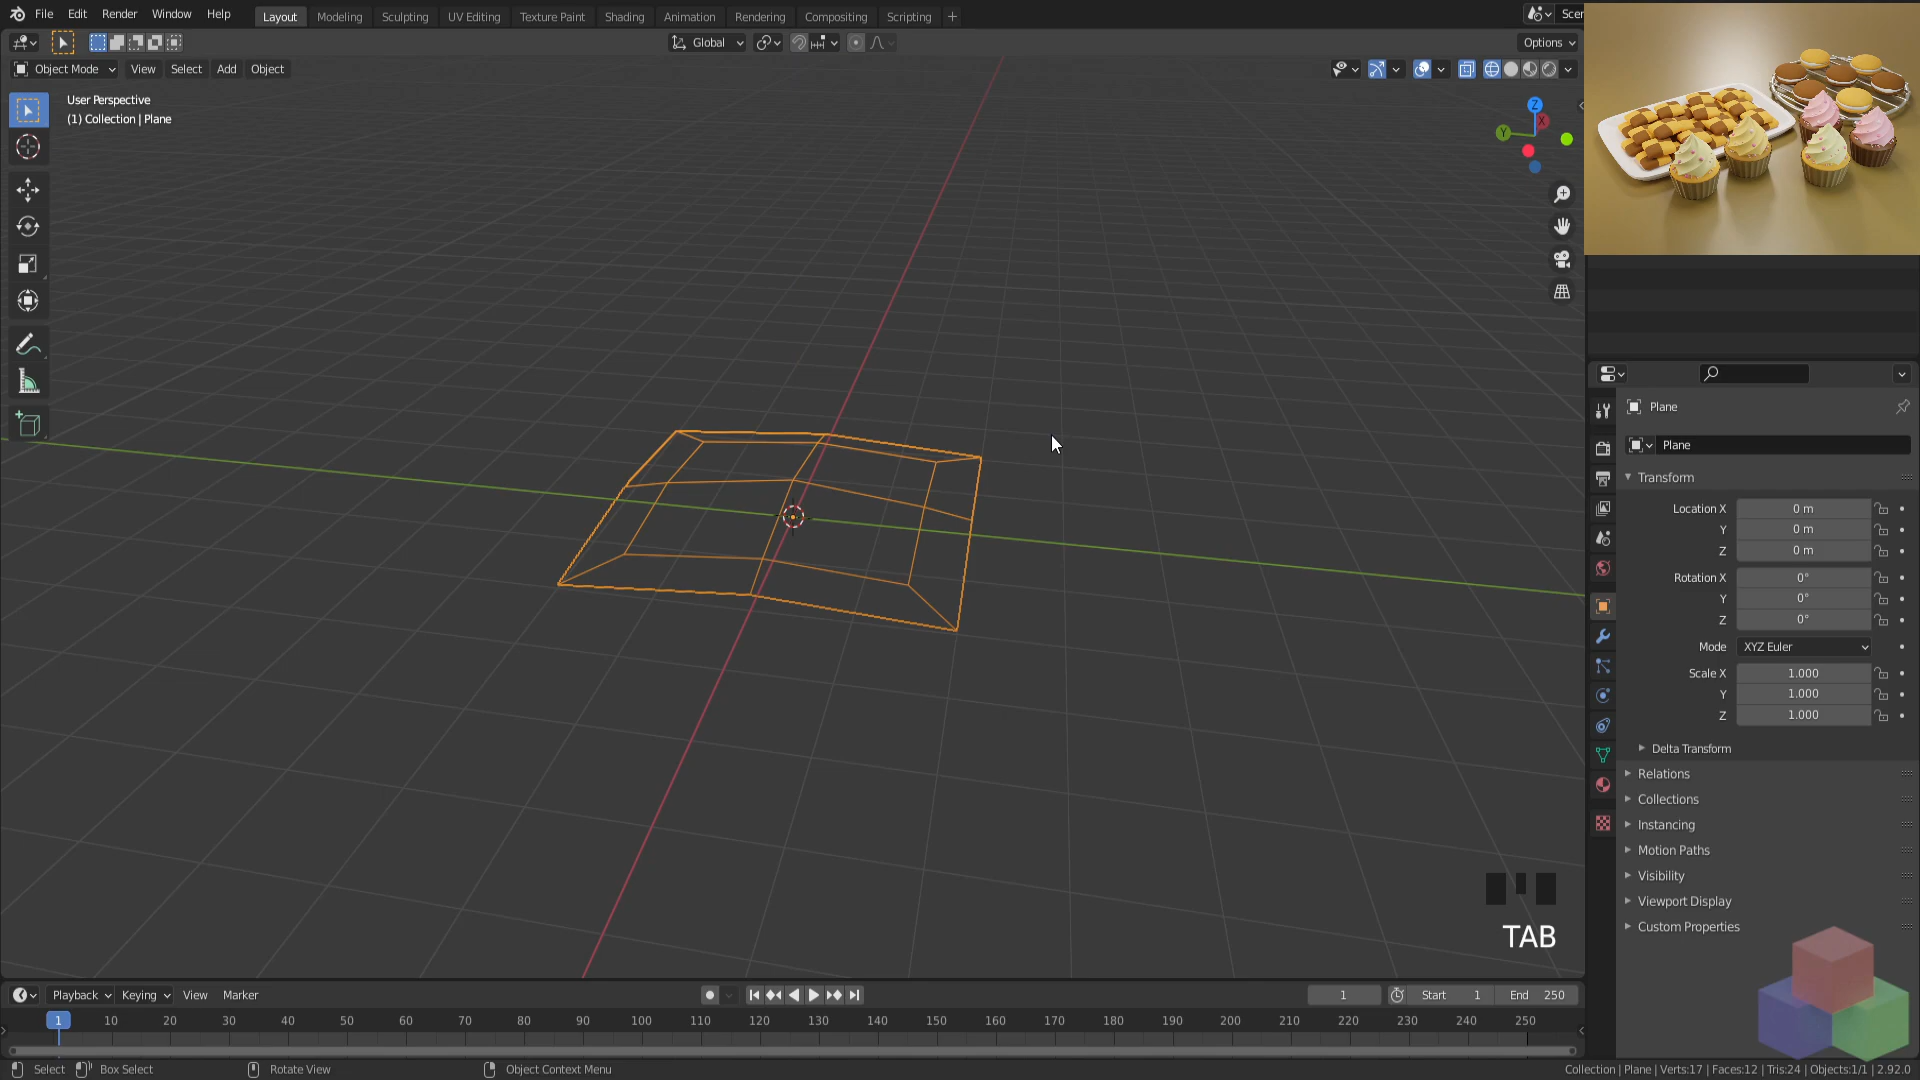 File Edit Render Window Help Layout Modeling Sculpting UV Editing Texture Paint Shading Animation Rendering Compositing Scripting + Scer
Global Options
Object Mode View Select Add Object
User Perspective
(1) Collection | Plane
Z
X
Y
Plane
Plane
Transform
Location X 0 m
Y 0 m
Z 0 m
Rotation X 0°
Y 0°
Z 0°
Mode XYZ Euler
Scale X 1.000
Y 1.000
Z 1.000
Delta Transform
Relations
Collections
Instancing
Motion Paths
Visibility
Viewport Display
Custom Properties
TAB
Playback Keying View Marker 1 Start 1 End 250
1 10 20 30 40 50 60 70 80 90 100 110 120 130 140 150 160 170 180 190 200 210 220 230 240 250
Select Box Select Rotate View Object Context Menu Collection | Plane | Verts:17 | Faces:12 | Tris:24 | Objects:1/1 | 2.92.0